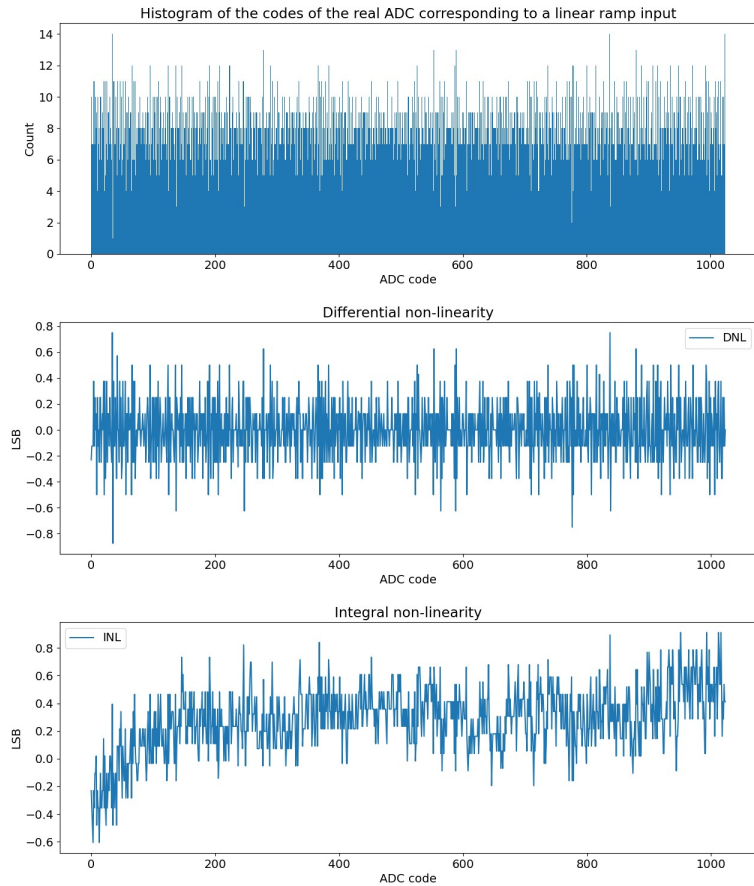 Histogram of the codes of the real ADC corresponding to a linear ramp input
14
12
10
8
6
4
2
0
Count
0 200 400 600 800 1000
ADC code
Differential non-linearity
0.8
0.6
0.4
0.2
0.0
−0.2
−0.4
−0.6
−0.8
LSB
DNL
0 200 400 600 800 1000
ADC code
Integral non-linearity
0.8
0.6
0.4
0.2
0.0
−0.2
−0.4
−0.6
LSB
INL
0 200 400 600 800 1000
ADC code